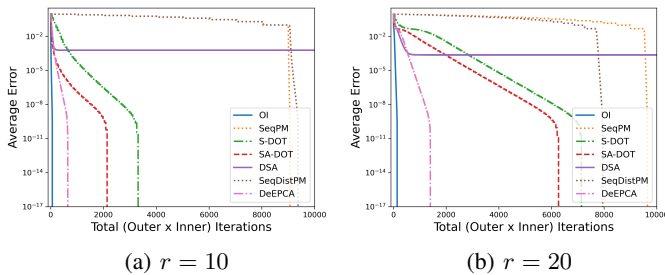 10⁻²
10⁻⁵
10⁻⁸
10⁻¹¹
10⁻¹⁴
10⁻¹⁷
Average Error
0 2000 4000 6000 8000 10000
Total (Outer x Inner) Iterations
OI
SeqPM
S-DOT
SA-DOT
DSA
SeqDistPM
DeEPCA
(a) r = 10
10⁻²
10⁻⁵
10⁻⁸
10⁻¹¹
10⁻¹⁴
10⁻¹⁷
Average Error
0 2000 4000 6000 8000 10000
Total (Outer x Inner) Iterations
OI
SeqPM
S-DOT
SA-DOT
DSA
SeqDistPM
DeEPCA
(b) r = 20